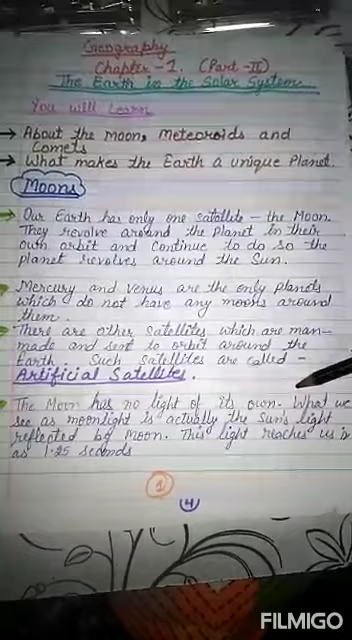 Geography
Chapter-1. (Part-II)
The Earth in the Solar System
You will Learn
→ About the Moon, Meteoroids and
Comets
→ What makes the Earth a unique Planet.
Moons
→ Our Earth has only one satellite - the Moon.
They revolve around the Planet in their
own orbit and continue to do so the
planet revolves around the Sun.
Mercury and Venus are the only planets
which do not have any moons around
them.
→ There are other satellites which are man-
made and sent to orbit around the
Earth. Such satellites are called -
Artificial Satellites.
The Moon has no light of its own. What we
see as moonlight is actually the Sun's light
reflected by Moon. This light reaches us in
as 1.25 seconds
1
4
FILMIGO